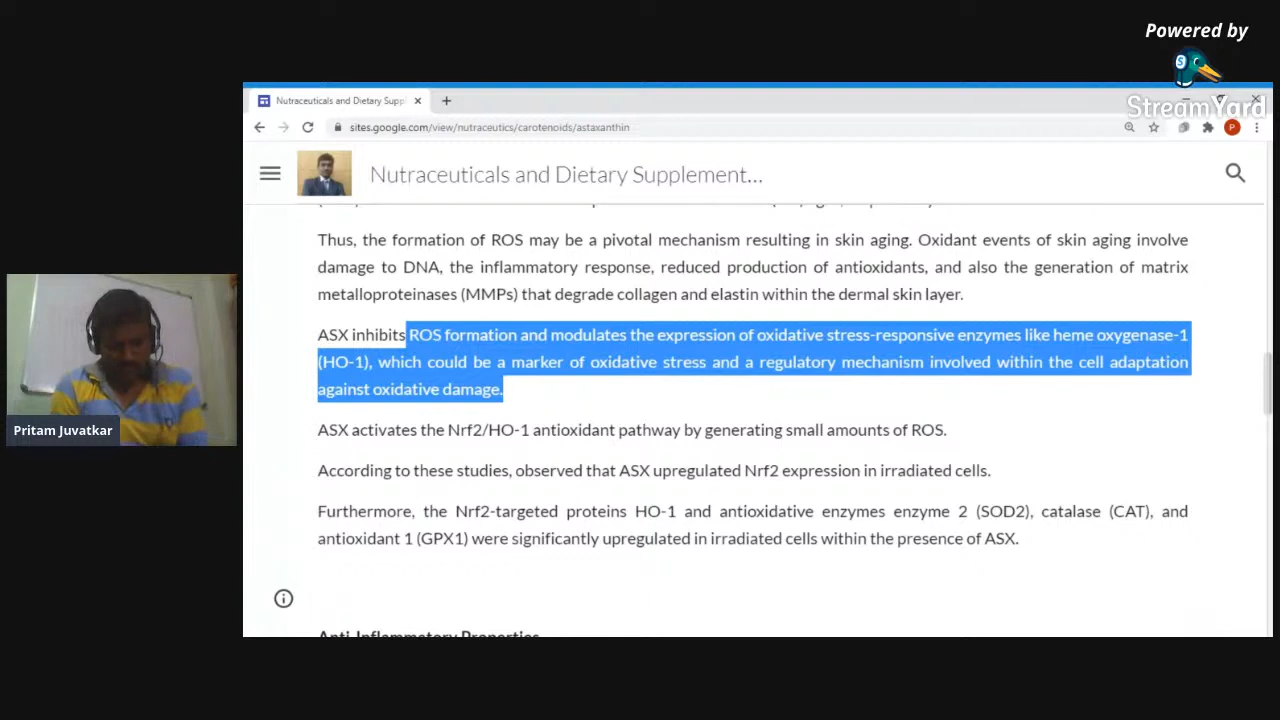 Powered by
StreamYard
Nutraceuticals and Dietary Supp
sites.google.com/view/nutraceutics/carotenoids/astaxanthin
P
Nutraceuticals and Dietary Supplement...
Thus, the formation of ROS may be a pivotal mechanism resulting in skin aging. Oxidant events of skin aging involve
damage to DNA, the inflammatory response, reduced production of antioxidants, and also the generation of matrix
metalloproteinases (MMPs) that degrade collagen and elastin within the dermal skin layer.
ASX inhibits ROS formation and modulates the expression of oxidative stress-responsive enzymes like heme oxygenase-1
(HO-1), which could be a marker of oxidative stress and a regulatory mechanism involved within the cell adaptation
against oxidative damage.
Pritam Juvatkar
ASX activates the Nrf2/HO-1 antioxidant pathway by generating small amounts of ROS.
According to these studies, observed that ASX upregulated Nrf2 expression in irradiated cells.
Furthermore, the Nrf2-targeted proteins HO-1 and antioxidative enzymes enzyme 2 (SOD2), catalase (CAT), and
antioxidant 1 (GPX1) were significantly upregulated in irradiated cells within the presence of ASX.
Anti-Inflammatory Properties